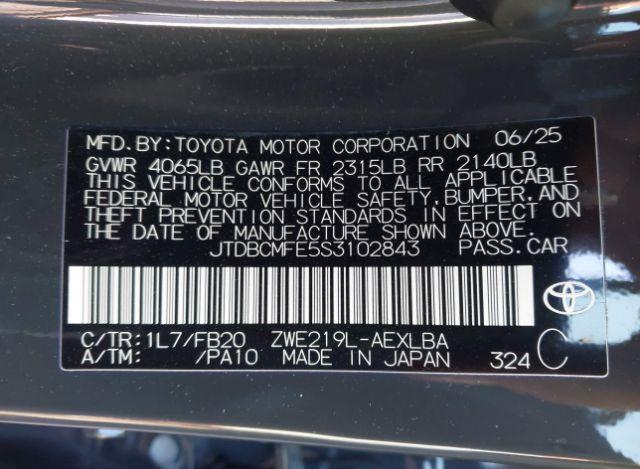 MFD.BY:TOYOTA MOTOR CORPORATION 06/25
GVWR 4065LB GAWR FR 2315LB RR 2140LB
THIS VEHICLE CONFORMS TO ALL APPLICABLE
FEDERAL MOTOR VEHICLE SAFETY,BUMPER,AND
THEFT PREVENTION STANDARDS IN EFFECT ON
THE DATE OF MANUFACTURE SHOWN ABOVE.
JTDBCMFE5S3102843 PASS.CAR
C/TR:1L7/FB20 ZWE219L-AEXLBA
A/TM: /PA10 MADE IN JAPAN 324 C